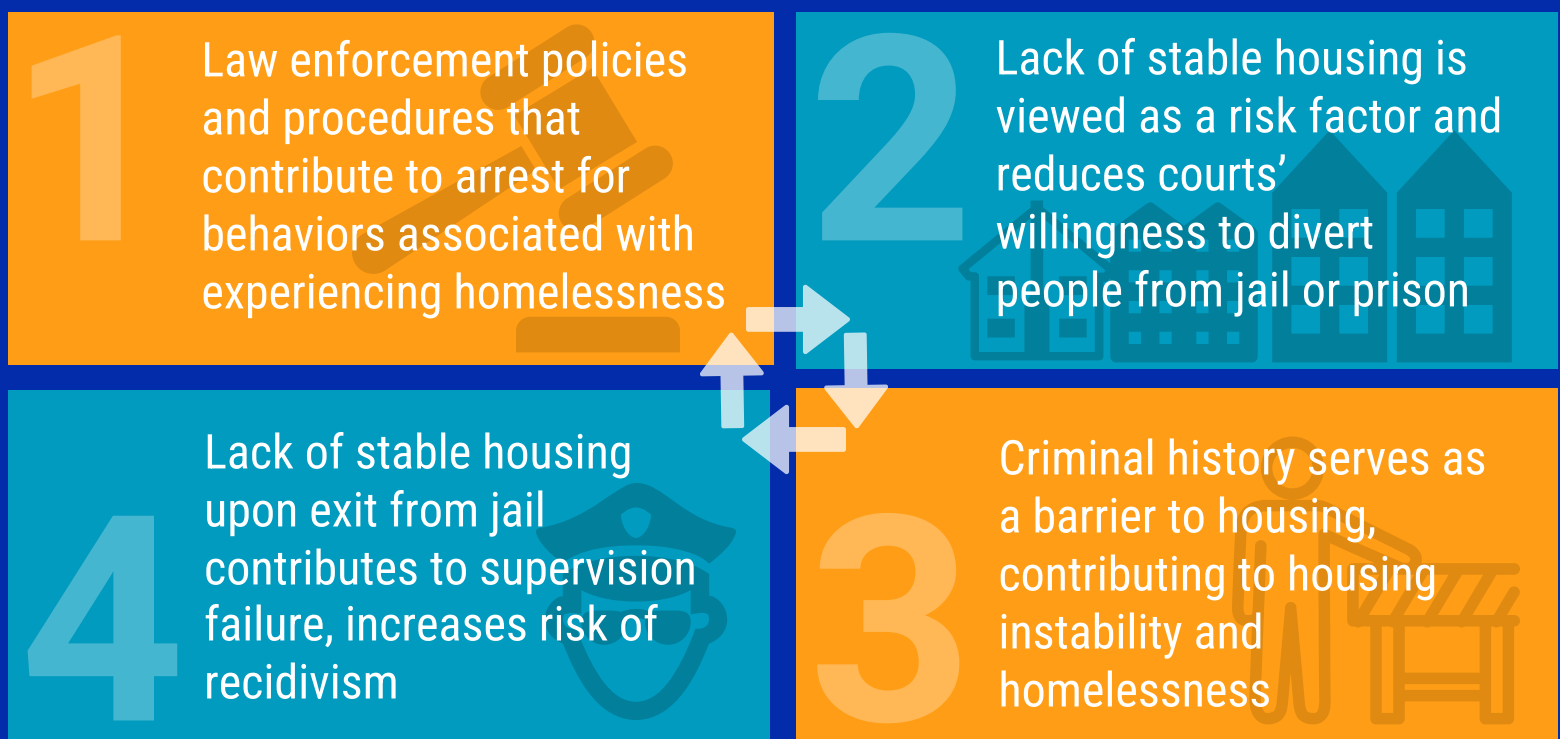 1
Law enforcement policies
and procedures that
contribute to arrest for
behaviors associated with
experiencing homelessness
2
Lack of stable housing is
viewed as a risk factor and
reduces courts’
willingness to divert
people from jail or prison
3
Criminal history serves as
a barrier to housing,
contributing to housing
instability and
homelessness
4
Lack of stable housing
upon exit from jail
contributes to supervision
failure, increases risk of
recidivism